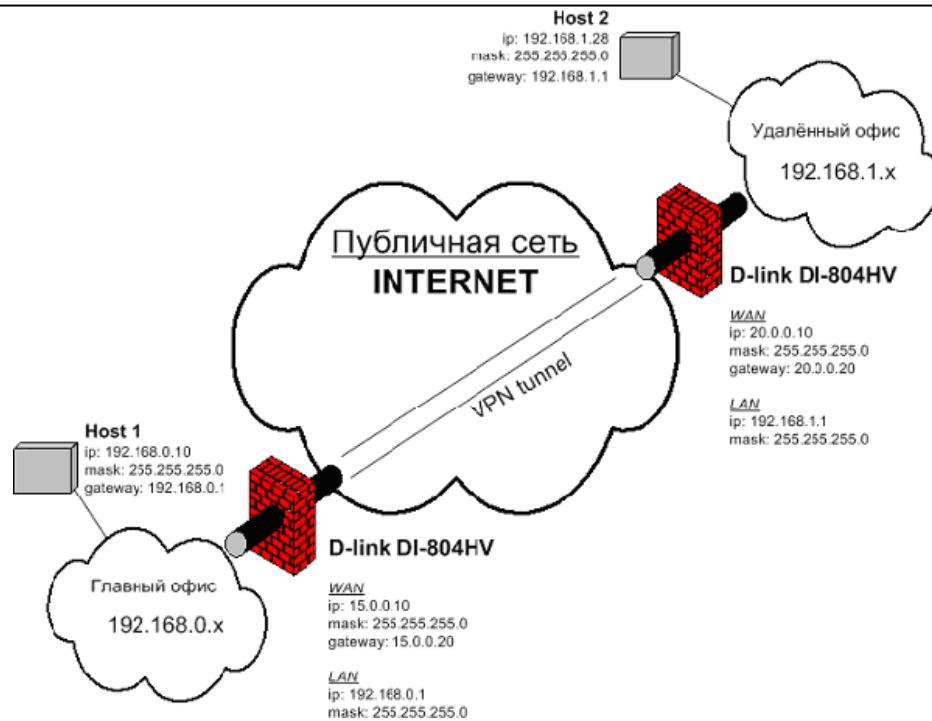 Host 2
ip: 192.168.1.28
mask: 255.255.255.0
gateway: 192.168.1.1
Удалённый офис
192.168.1.x
Публичная сеть
INTERNET
D-link DI-804HV
WAN
ip: 20.0.0.10
mask: 255.255.255.0
gateway: 20.0.0.20
LAN
ip: 192.168.1.1
mask: 255.255.255.0
VPN tunnel
Host 1
ip: 192.168.0.10
mask: 255.255.255.0
gateway: 192.168.0.1
Главный офис
192.168.0.x
D-link DI-804HV
WAN
ip: 15.0.0.10
mask: 255.255.255.0
gateway: 15.0.0.20
LAN
ip: 192.168.0.1
mask: 255.255.255.0